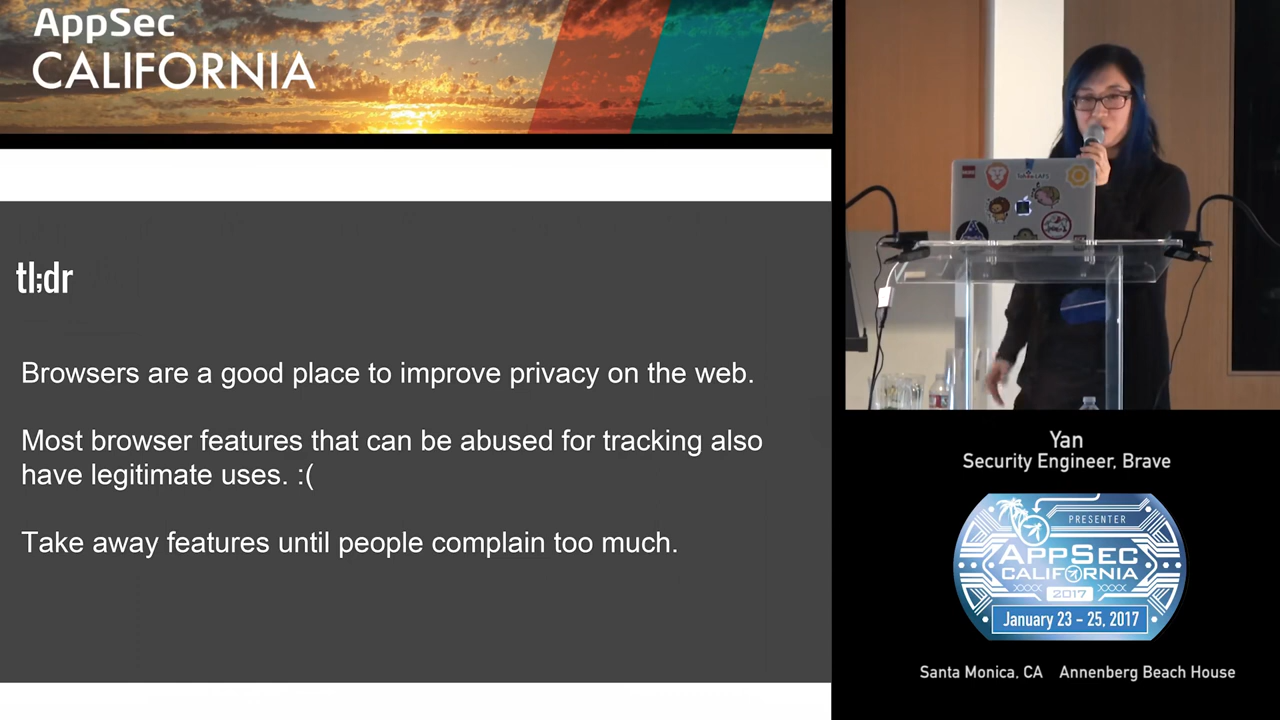 AppSec
CALIFORNIA
tl;dr
Browsers are a good place to improve privacy on the web.
Most browser features that can be abused for tracking also
have legitimate uses. :(
Take away features until people complain too much.
Yan
Security Engineer, Brave
PRESENTER
APPSEC
CALIFORNIA
2017
January 23 - 25, 2017
Santa Monica, CA Annenberg Beach House